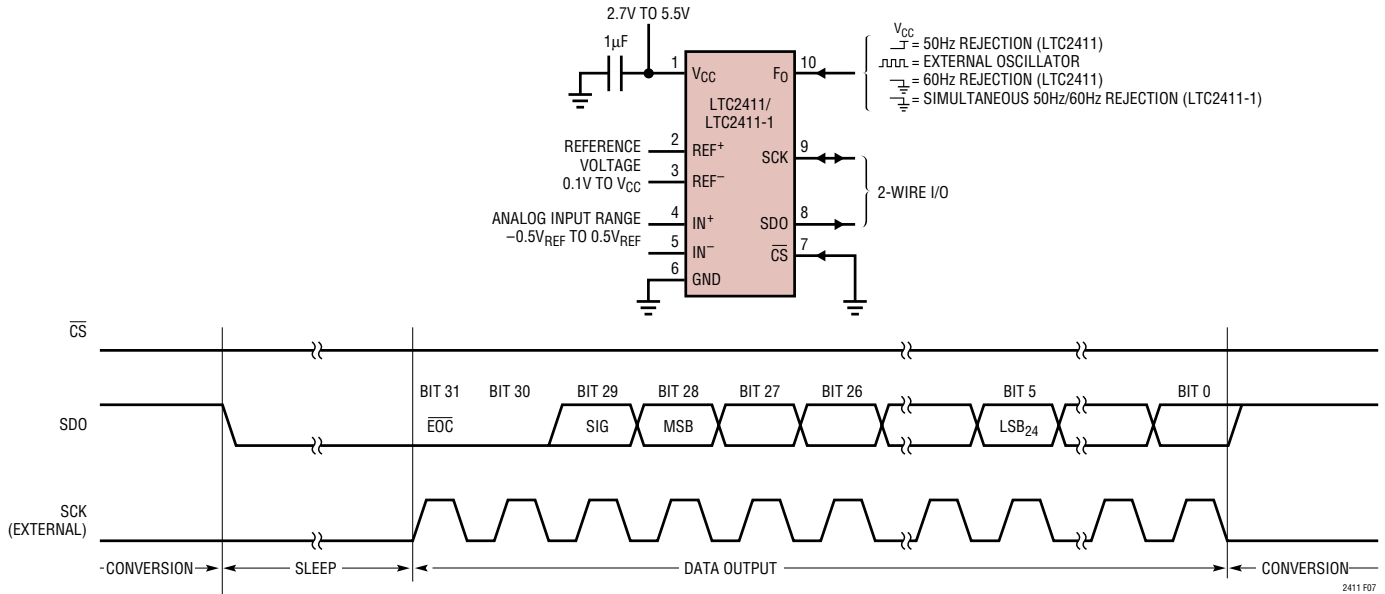 2.7V TO 5.5V
1µF
VCC
= 50Hz REJECTION (LTC2411)
= EXTERNAL OSCILLATOR
= 60Hz REJECTION (LTC2411)
= SIMULTANEOUS 50Hz/60Hz REJECTION (LTC2411-1)
1
VCC
FO
10
LTC2411/
LTC2411-1
REFERENCE
VOLTAGE
0.1V TO VCC
2
REF+
3
REF−
SCK
9
2-WIRE I/O
ANALOG INPUT RANGE
−0.5VREF TO 0.5VREF
4
IN+
5
IN−
SDO
8
CS
7
6
GND
CS
BIT 31
BIT 30
BIT 29
BIT 28
BIT 27
BIT 26
BIT 5
BIT 0
SDO
EOC
SIG
MSB
LSB24
SCK
(EXTERNAL)
CONVERSION
SLEEP
DATA OUTPUT
CONVERSION
2411 F07